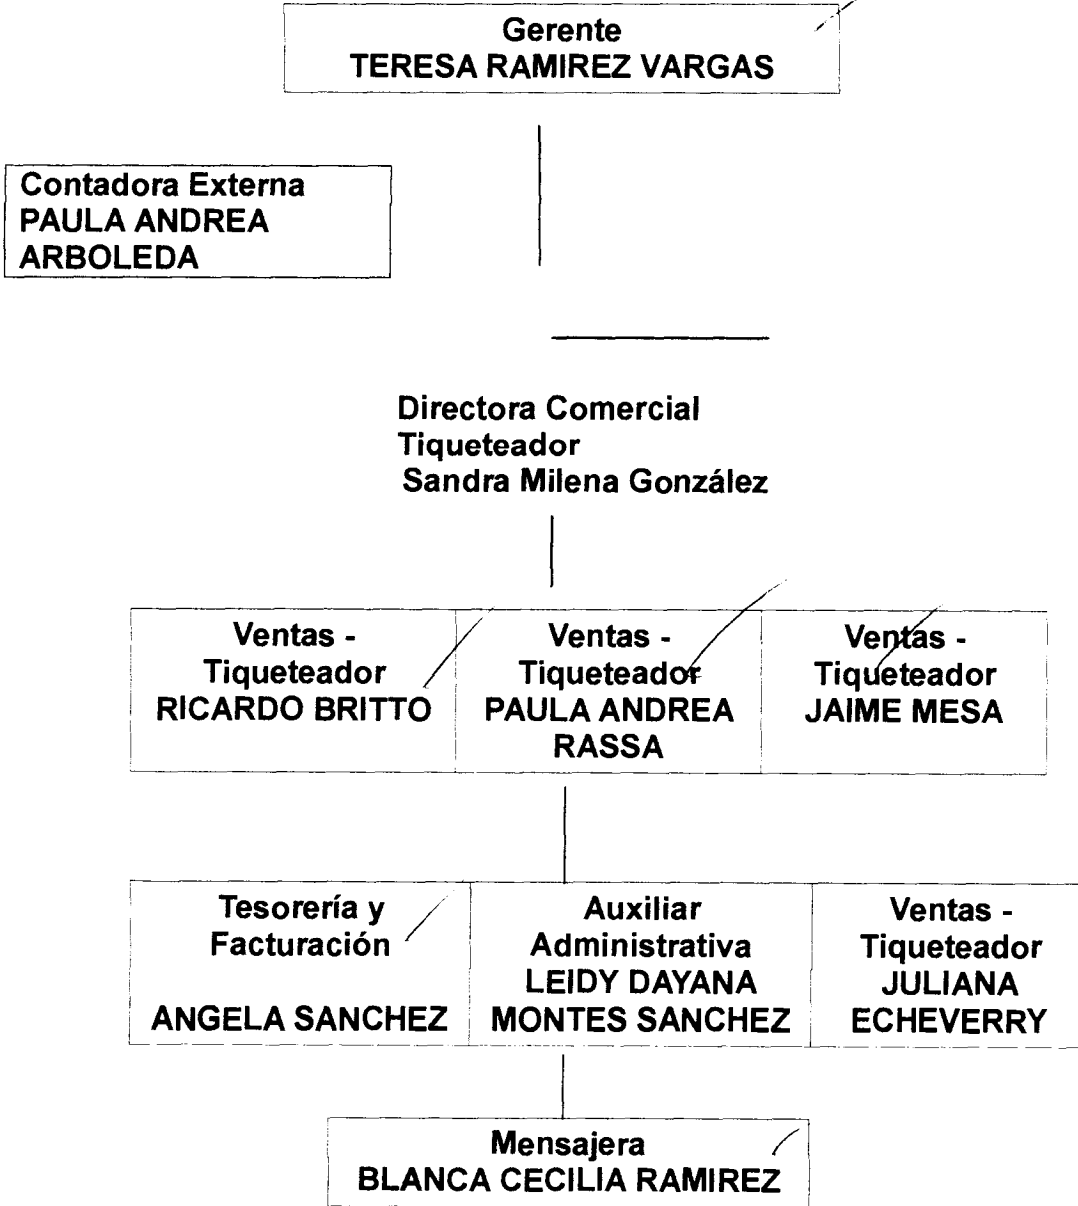 Gerente
TERESA RAMIREZ VARGAS
Contadora Externa
PAULA ANDREA
ARBOLEDA
Directora Comercial
Tiqueteador
Sandra Milena González
Ventas -
Tiqueteador
RICARDO BRITTO
Ventas -
Tiqueteador
PAULA ANDREA
RASSA
Ventas -
Tiqueteador
JAIME MESA
Tesorería y
Facturación
ANGELA SANCHEZ
Auxiliar
Administrativa
LEIDY DAYANA
MONTES SANCHEZ
Ventas -
Tiqueteador
JULIANA
ECHEVERRY
Mensajera
BLANCA CECILIA RAMIREZ